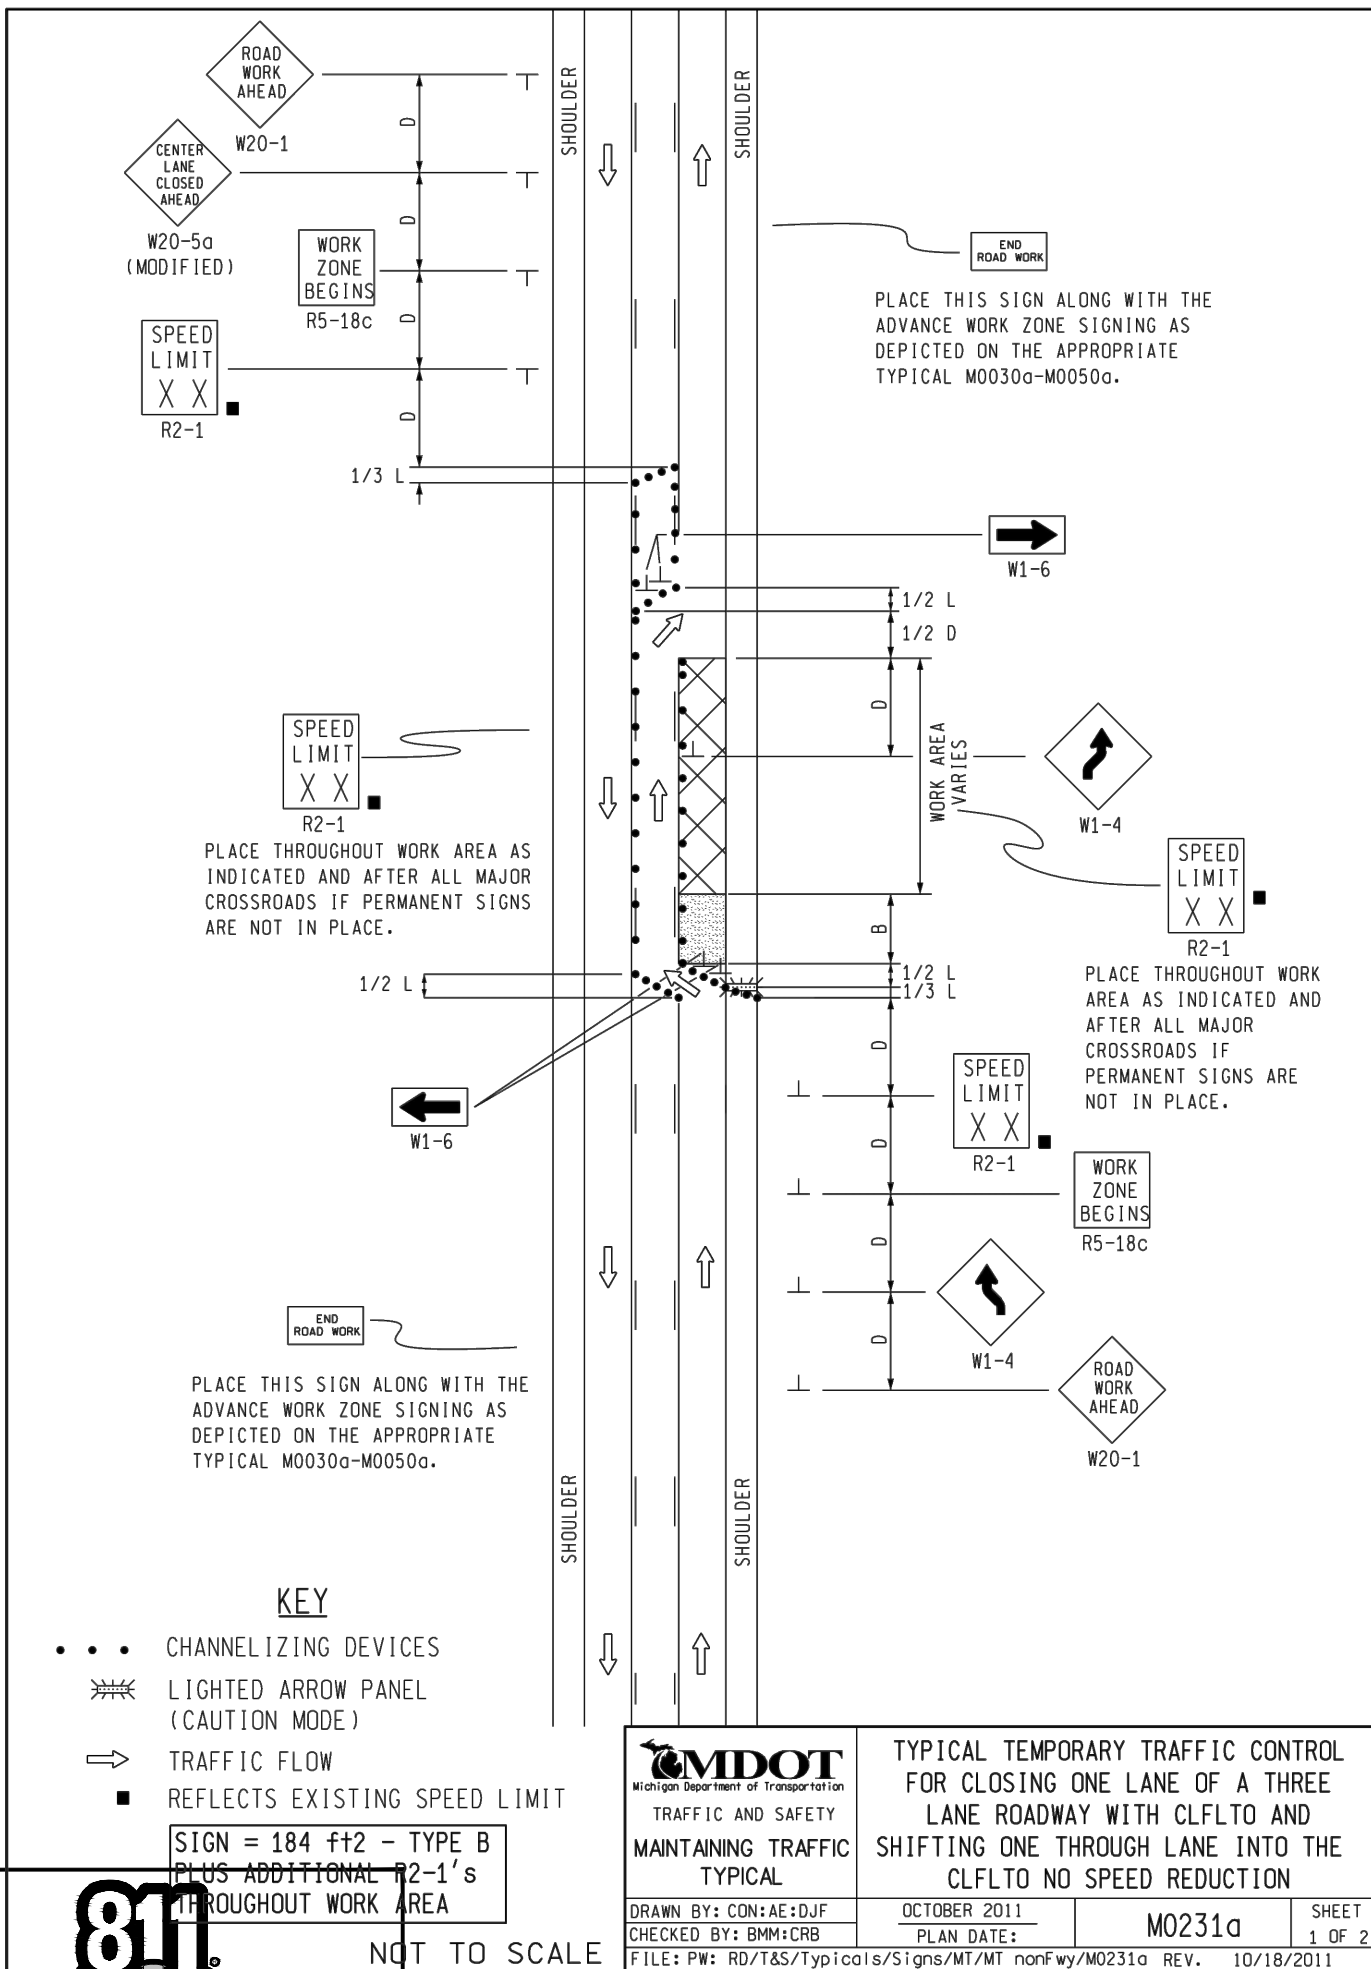 ROAD
WORK
AHEAD
W20-1
CENTER
LANE
CLOSED
AHEAD
W20-5a
(MODIFIED)
WORK
ZONE
BEGINS
R5-18c
SPEED
LIMIT
X X
R2-1
D
D
D
D
1/3 L
SHOULDER
SHOULDER
END
ROAD WORK
PLACE THIS SIGN ALONG WITH THE
ADVANCE WORK ZONE SIGNING AS
DEPICTED ON THE APPROPRIATE
TYPICAL M0030a-M0050a.
W1-6
1/2 L
1/2 D
D
WORK AREA
VARIES
W1-4
SPEED
LIMIT
X X
R2-1
PLACE THROUGHOUT WORK AREA AS
INDICATED AND AFTER ALL MAJOR
CROSSROADS IF PERMANENT SIGNS
ARE NOT IN PLACE.
SPEED
LIMIT
X X
R2-1
PLACE THROUGHOUT WORK
AREA AS INDICATED AND
AFTER ALL MAJOR
CROSSROADS IF
PERMANENT SIGNS ARE
NOT IN PLACE.
B
1/2 L
1/3 L
1/2 L
W1-6
D
D
D
D
SPEED
LIMIT
X X
R2-1
WORK
ZONE
BEGINS
R5-18c
W1-4
ROAD
WORK
AHEAD
W20-1
END
ROAD WORK
PLACE THIS SIGN ALONG WITH THE
ADVANCE WORK ZONE SIGNING AS
DEPICTED ON THE APPROPRIATE
TYPICAL M0030a-M0050a.
SHOULDER
SHOULDER
KEY
CHANNELIZING DEVICES
LIGHTED ARROW PANEL
(CAUTION MODE)
TRAFFIC FLOW
REFLECTS EXISTING SPEED LIMIT
SIGN = 184 ft2 - TYPE B
PLUS ADDITIONAL R2-1's
THROUGHOUT WORK AREA
811
NOT TO SCALE
MDOT
Michigan Department of Transportation
TRAFFIC AND SAFETY
MAINTAINING TRAFFIC
TYPICAL
TYPICAL TEMPORARY TRAFFIC CONTROL
FOR CLOSING ONE LANE OF A THREE
LANE ROADWAY WITH CLFLTO AND
SHIFTING ONE THROUGH LANE INTO THE
CLFLTO NO SPEED REDUCTION
DRAWN BY: CON:AE:DJF
CHECKED BY: BMM:CRB
OCTOBER 2011
PLAN DATE:
M0231a
SHEET
1 OF 2
FILE: PW: RD/T&S/Typicals/Signs/MT/MT nonFwy/M0231a REV. 10/18/2011